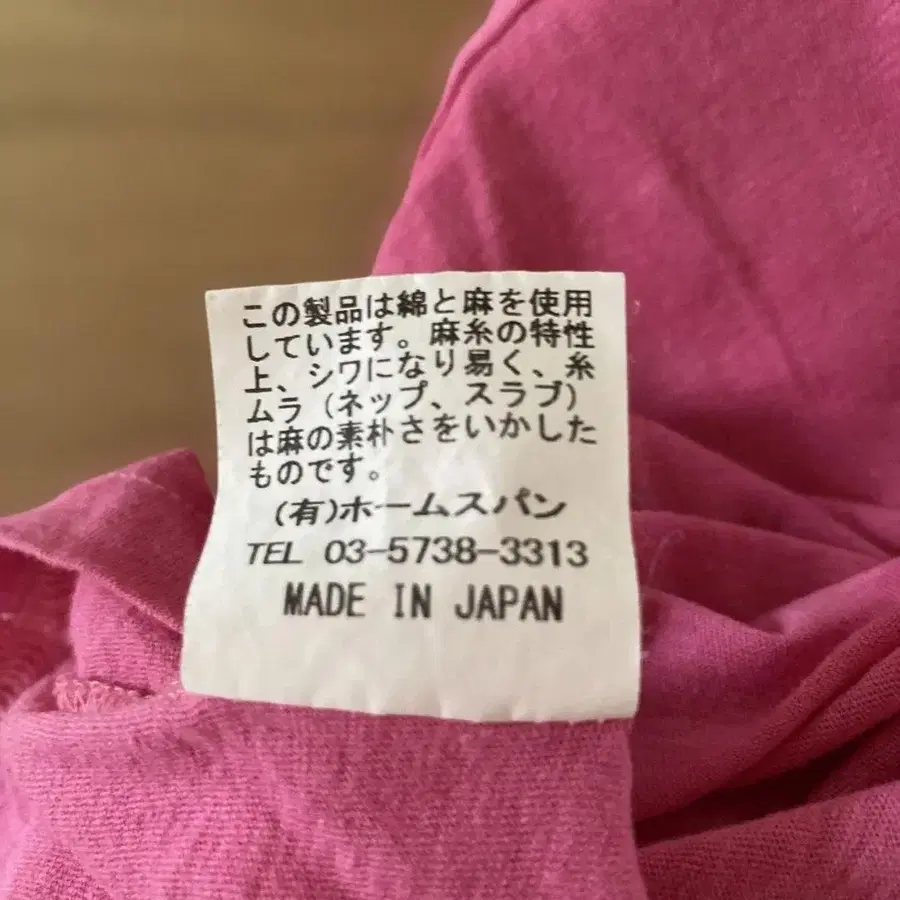 この製品は綿と麻を使用
しています。麻糸の特性
上、シワになり易く、糸
ムラ（ネップ、スラブ）
は麻の素朴さをいかした
ものです。
(有)ホームスパン
TEL 03-5738-3313
MADE IN JAPAN